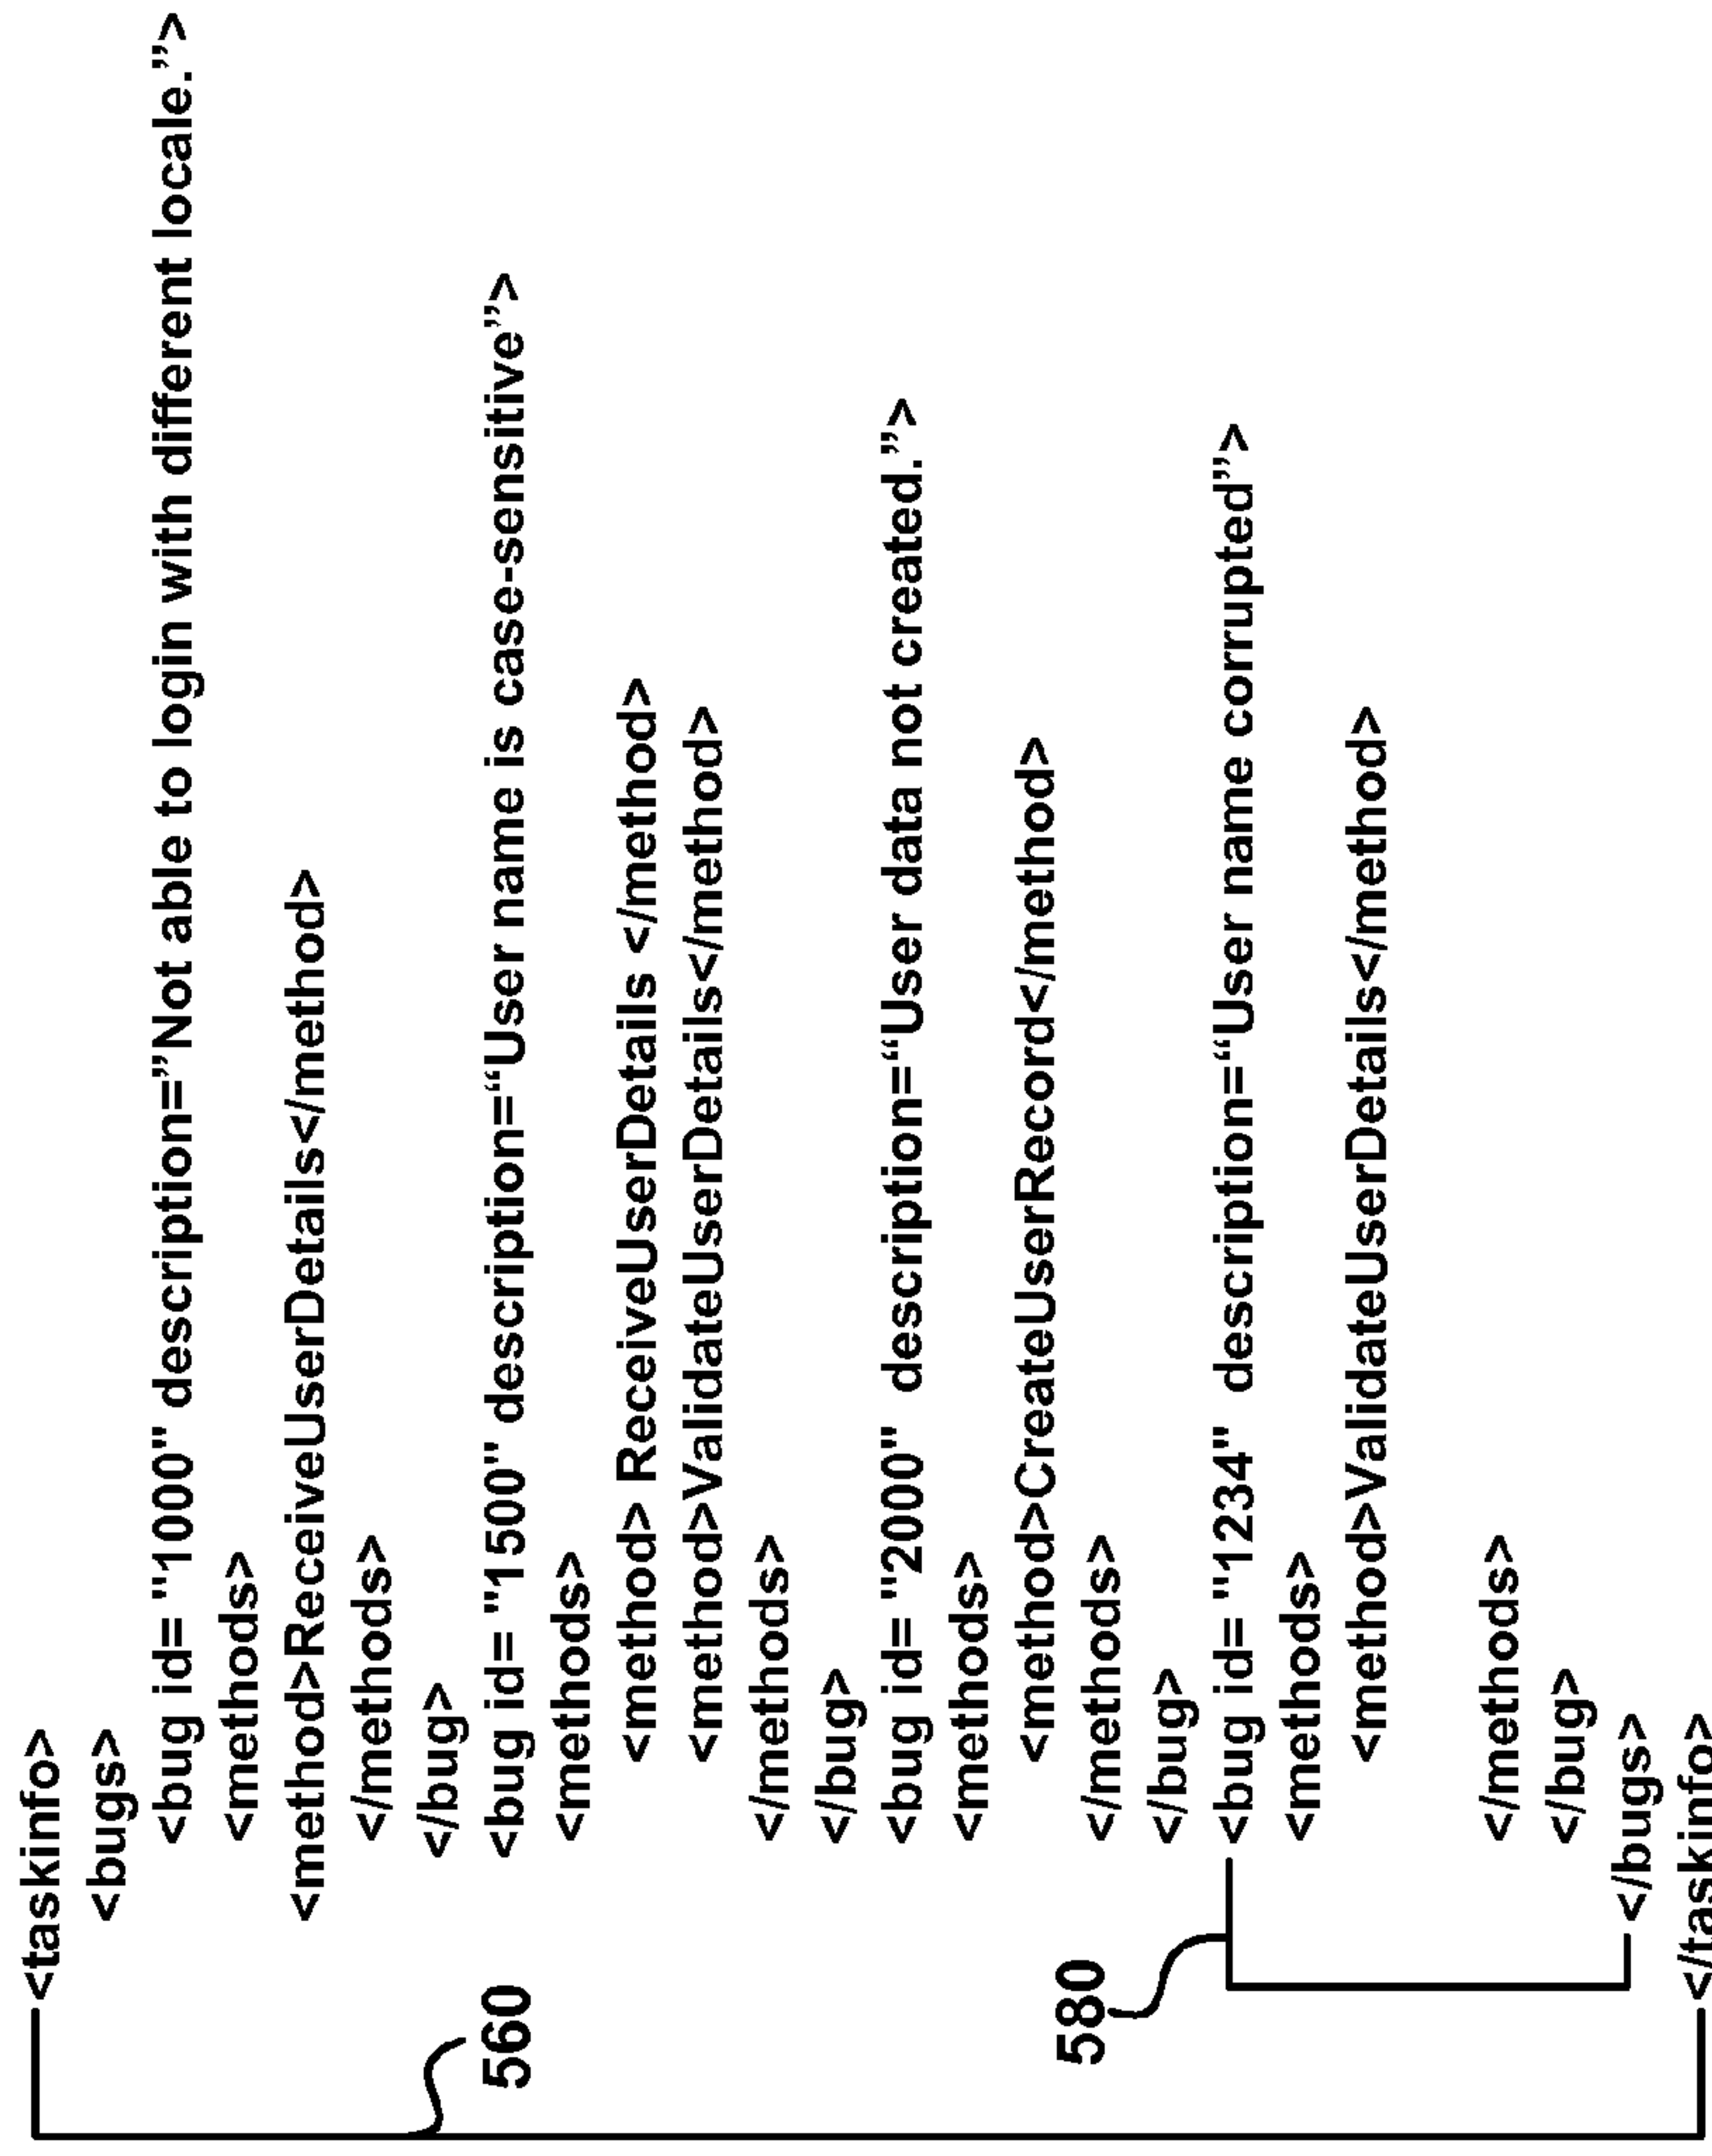 <taskinfo>
<bugs>
<bug id= "1000" description=”Not able to login with different locale.”>
<methods>
<method>ReceiveUserDetails</method>
</methods>
</bug>
560
<bug id= "1500" description=“User name is case-sensitive”>
<methods>
<method> ReceiveUserDetails </method>
<method>ValidateUserDetails</method>
</methods>
</bug>
<bug id= "2000"  description=“User data not created.”>
<methods>
<method>CreateUserRecord</method>
</methods>
580
</bug>
<bug id= "1234"  description=“User name corrupted”>
<methods>
<method>ValidateUserDetails</method>
</methods>
</bug>
</bugs>
</taskinfo>